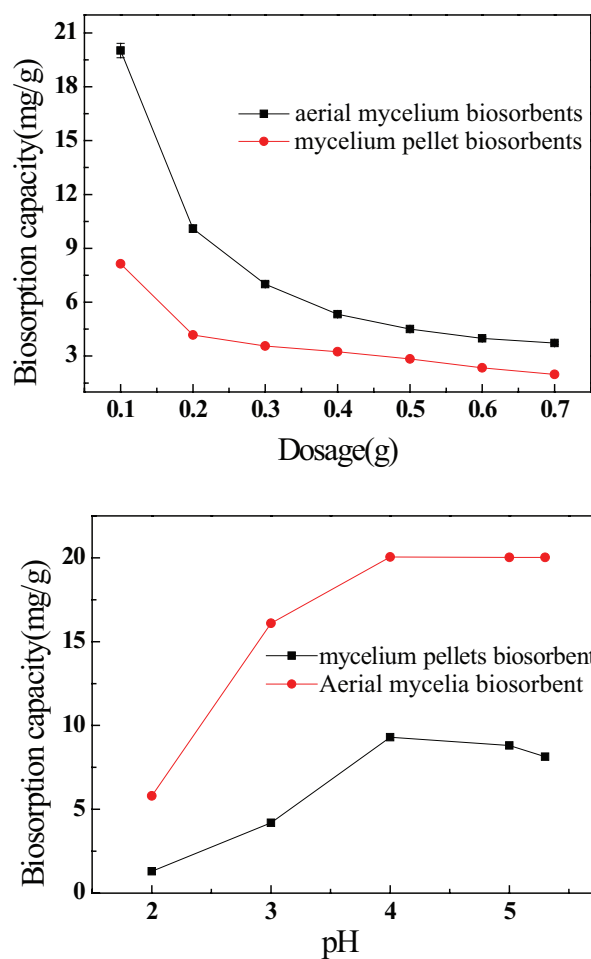 21
18
15
12
9
6
3
Biosorption capacity(mg/g)
aerial mycelium biosorbents
mycelium pellet biosorbents
0.1 0.2 0.3 0.4 0.5 0.6 0.7
Dosage(g)
20
15
10
5
0
Biosorption capacity(mg/g)
mycelium pellets biosorbent
Aerial mycelia biosorbent
2 3 4 5
pH